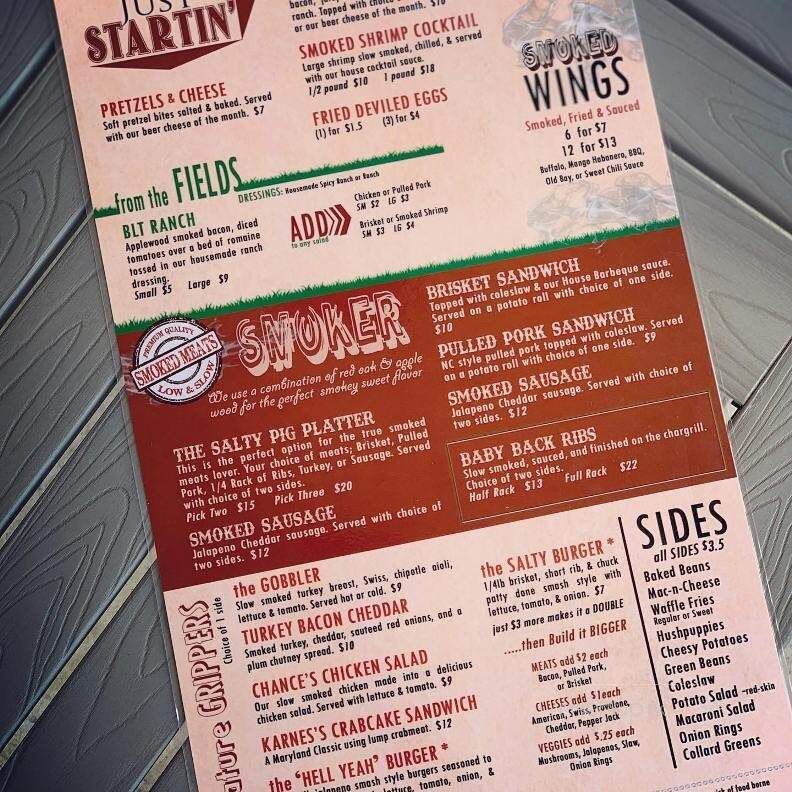 JUST
STARTIN'
PRETZELS & CHEESE
Soft pretzel bites salted & baked. Served
with our beer cheese of the month. $7
ranch. Topped with choice
or our beer cheese of the month. $10
SMOKED SHRIMP COCKTAIL
Large shrimp slow smoked, chilled, & served
with our house cocktail sauce.
1/2 pound $10 1 pound $18
FRIED DEVILED EGGS
(1) for $1.5 (3) for $4
SMOKED
WINGS
Smoked, Fried & Sauced
6 for $7
12 for $13
Buffalo, Mango Habanero, BBQ,
Old Bay, or Sweet Chili Sauce
from the FIELDS
DRESSINGS: Housemade Spicy Ranch or Ranch
BLT RANCH
Applewood smoked bacon, diced
tomatoes over a bed of romaine
tossed in our housemade ranch
dressing.
Small $5 Large $9
ADD
to any salad
Chicken or Pulled Pork
SM $2 LG $3
Brisket or Smoked Shrimp
SM $3 LG $4
PREMIUM QUALITY
SMOKED MEATS
LOW & SLOW
SMOKER
We use a combination of red oak & apple
wood for the perfect smokey sweet flavor
THE SALTY PIG PLATTER
This is the perfect option for the true smoked
meats lover. Your choice of meats; Brisket, Pulled
Pork, 1/4 Rack of Ribs, Turkey, or Sausage. Served
with choice of two sides.
Pick Two $15 Pick Three $20
SMOKED SAUSAGE
Jalapeno Cheddar sausage. Served with choice of
two sides. $12
BRISKET SANDWICH
Topped with coleslaw & our House Barbeque sauce.
Served on a potato roll with choice of one side.
$10
PULLED PORK SANDWICH
NC style pulled pork topped with coleslaw. Served
on a potato roll with choice of one side. $9
SMOKED SAUSAGE
Jalapeno Cheddar sausage. Served with choice of
two sides. $12
BABY BACK RIBS
Slow smoked, sauced, and finished on the chargrill.
Choice of two sides.
Half Rack $13 Full Rack $22
ature GRIPPERS
Choice of 1 side
the GOBBLER
Slow smoked turkey breast, Swiss, chipotle aioli,
lettuce & tomato. Served hot or cold. $9
TURKEY BACON CHEDDAR
Smoked turkey, cheddar, sauteed red onions, and a
plum chutney spread. $10
CHANCE'S CHICKEN SALAD
Our slow smoked chicken made into a delicious
chicken salad. Served with lettuce & tomato. $9
KARNES'S CRABCAKE SANDWICH
A Maryland Classic using lump crabmeat. $12
the 'HELL YEAH' BURGER *
Jalapeno smash style burgers seasoned to
lettuce, tomato, onion, &
the SALTY BURGER *
1/4lb brisket, short rib, & chuck
patty done smash style with
lettuce, tomato, & onion. $7
just $3 more makes it a DOUBLE
.....then Build it BIGGER
MEATS add $2 each
Bacon, Pulled Pork,
or Brisket
CHEESES add $1each
American, Swiss, Provolone,
Cheddar, Pepper Jack
VEGGIES add $.25 each
Mushrooms, Jalapenos, Slaw,
Onion Rings
SIDES
all SIDES $3.5
Baked Beans
Mac-n-Cheese
Waffle Fries
Regular or Sweet
Hushpuppies
Cheesy Potatoes
Green Beans
Coleslaw
Potato Salad -red-skin
Macaroni Salad
Onion Rings
Collard Greens
of food borne